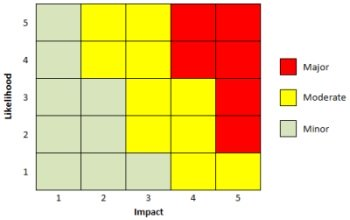 Likelihood
5
4
3
2
1
1 2 3 4 5
Impact
Major
Moderate
Minor